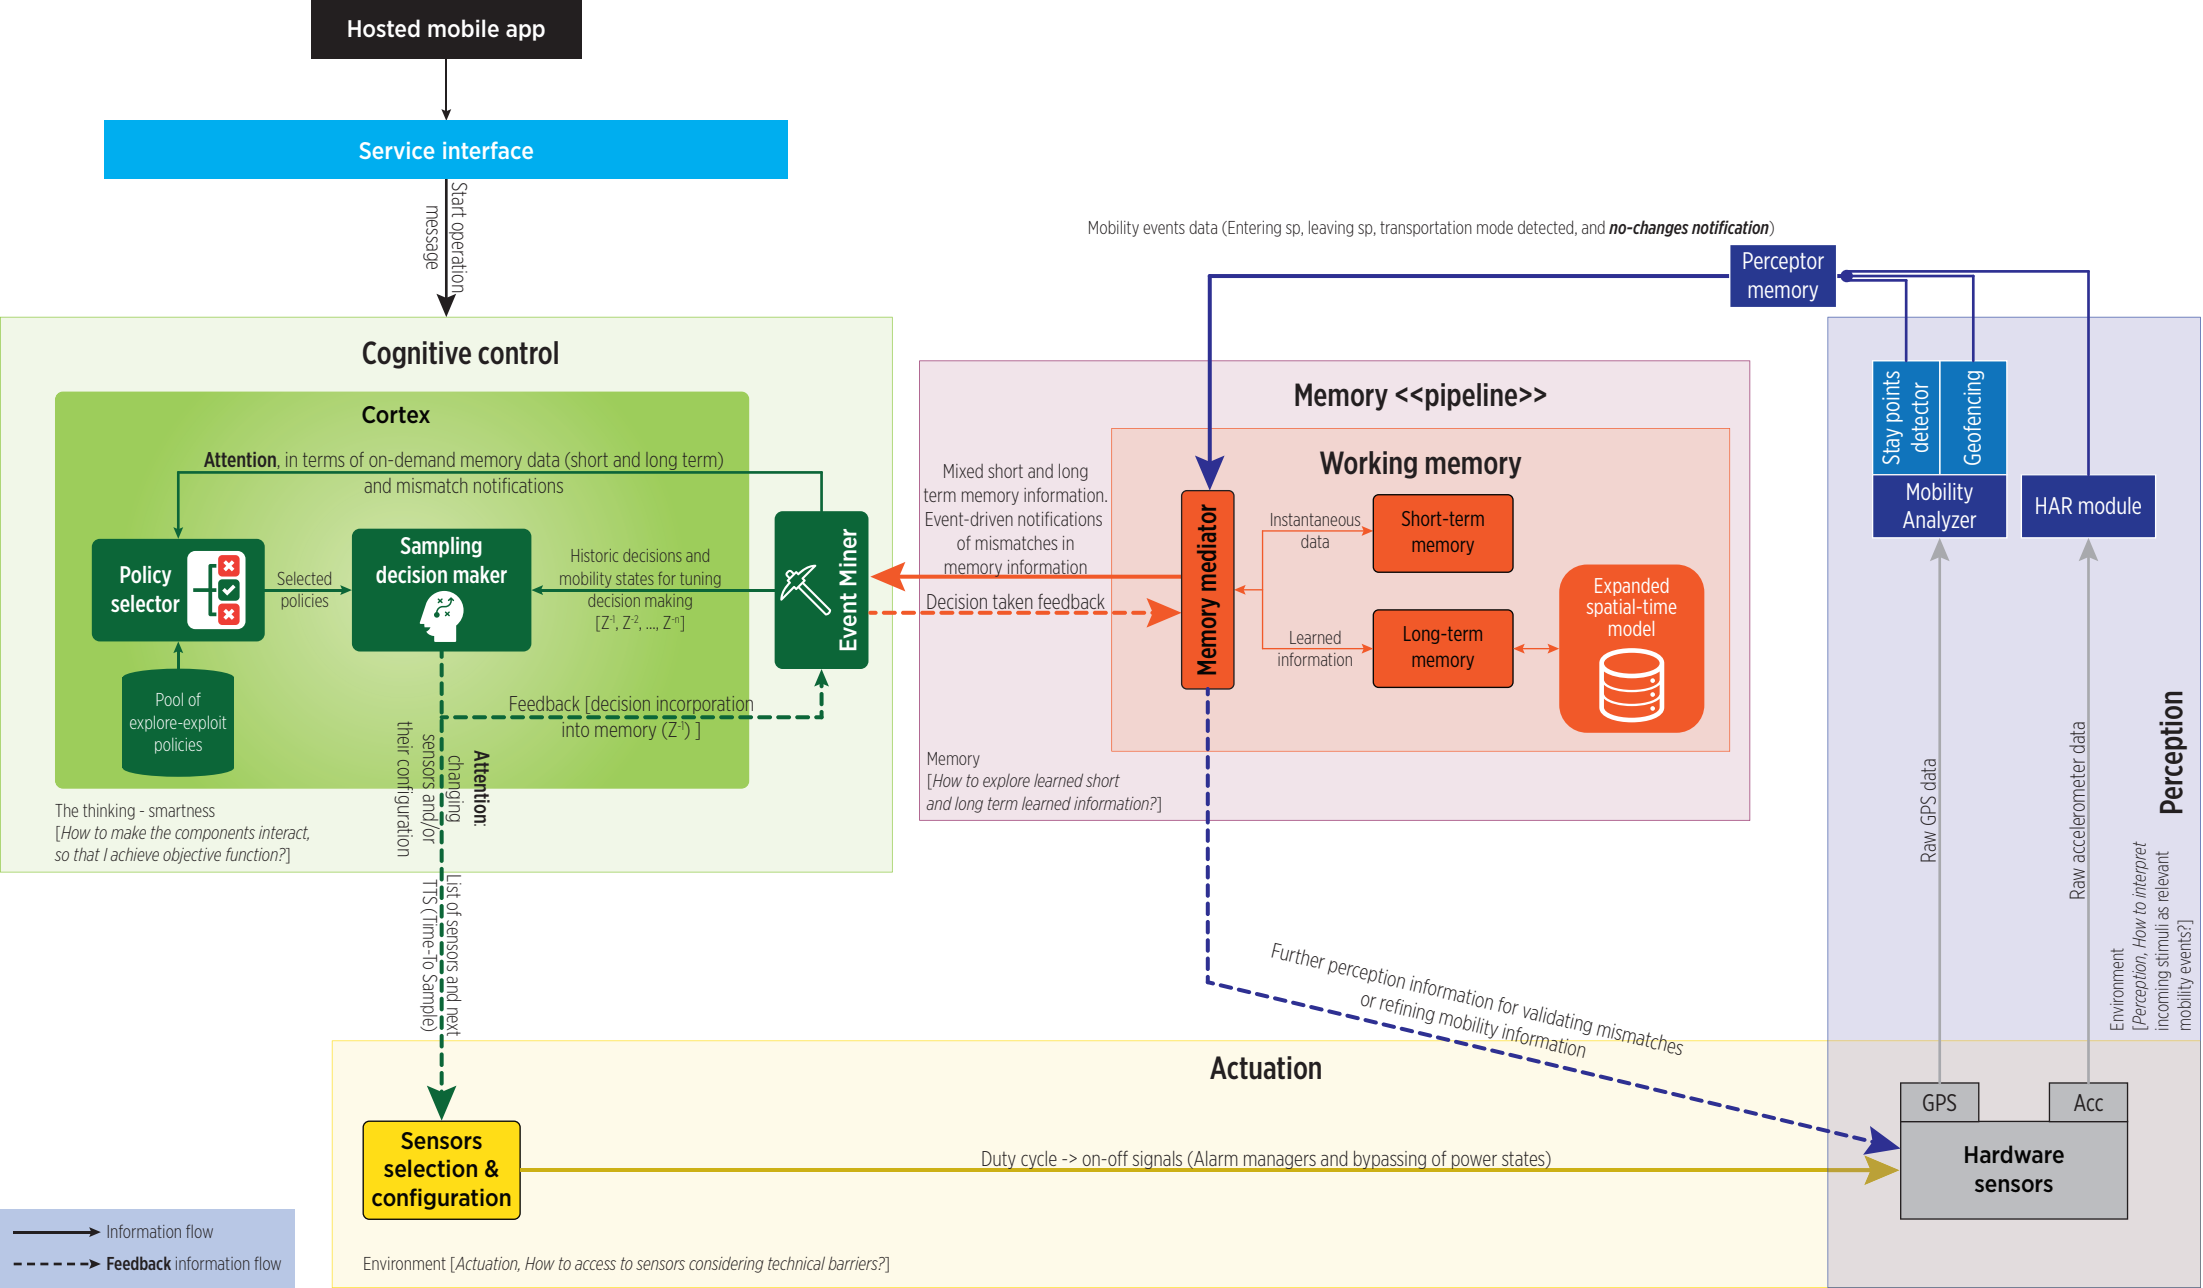 Hosted mobile app
Service interface
Start operation
message
Mobility events data (Entering sp, leaving sp, transportation mode detected, and no-changes notification)
Perceptor
memory
Cognitive control
Cortex
Attention, in terms of on-demand memory data (short and long term)
and mismatch notifications
Policy
selector
Selected
policies
Sampling
decision maker
Historic decisions and
mobility states for tuning
decision making
[Z⁻¹, Z⁻², ..., Z⁻ⁿ]
Event Miner
Pool of
explore-exploit
policies
Feedback [decision incorporation
into memory (Z⁻¹) ]
Attention:
changing
sensors and/or
their configuration
The thinking - smartness
[How to make the components interact,
so that I achieve objective function?]
List of sensors and next
TTS (Time-To Sample)
Memory <<pipeline>>
Working memory
Mixed short and long
term memory information.
Event-driven notifications
of mismatches in
memory information
Decision taken feedback
Memory mediator
Instantaneous
data
Short-term
memory
Learned
information
Long-term
memory
Expanded
spatial-time
model
Memory
[How to explore learned short
and long term learned information?]
Stay points
detector
Geofencing
Mobility
Analyzer
HAR module
Raw GPS data
Raw accelerometer data
Perception
Environment
[Perception, How to interpret
incoming stimuli as relevant
mobility events?]
Further perception information for validating mismatches
or refining mobility information
Actuation
Sensors
selection &
configuration
Duty cycle -> on-off signals (Alarm managers and bypassing of power states)
GPS
Acc
Hardware
sensors
Environment [Actuation, How to access to sensors considering technical barriers?]
Information flow
Feedback information flow